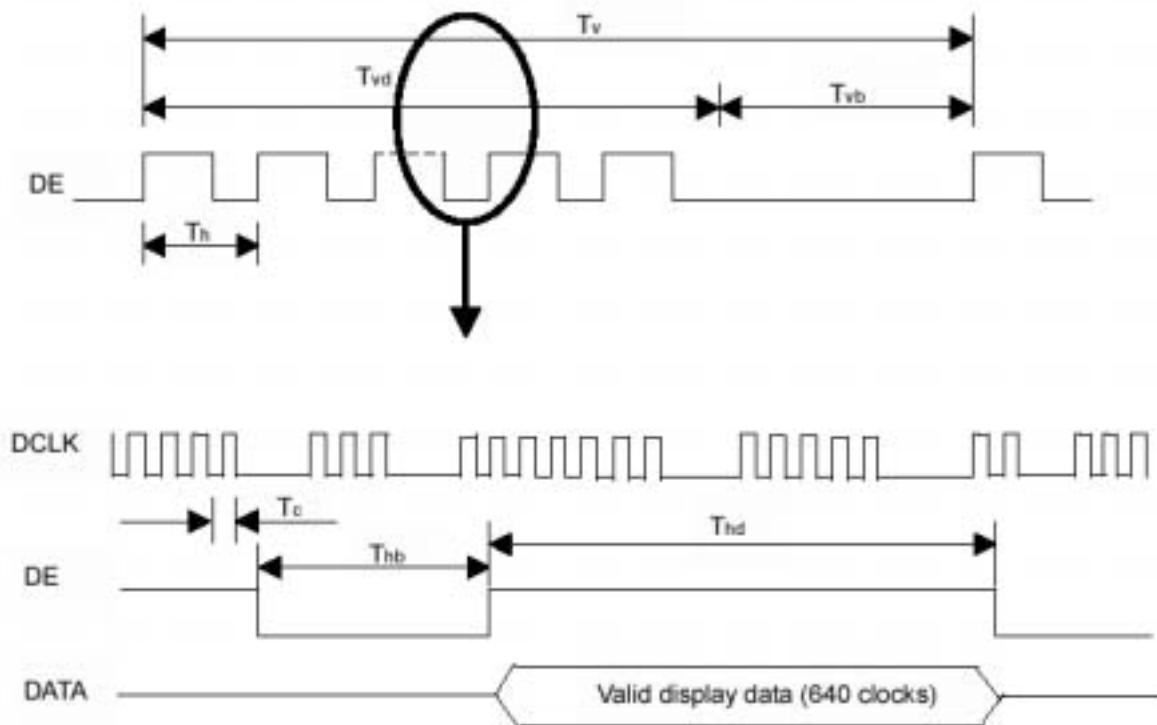 Tv
Tvd
Tvb
DE
Th
DCLK
Tc
Thd
Thb
DE
DATA
Valid display data (640 clocks)